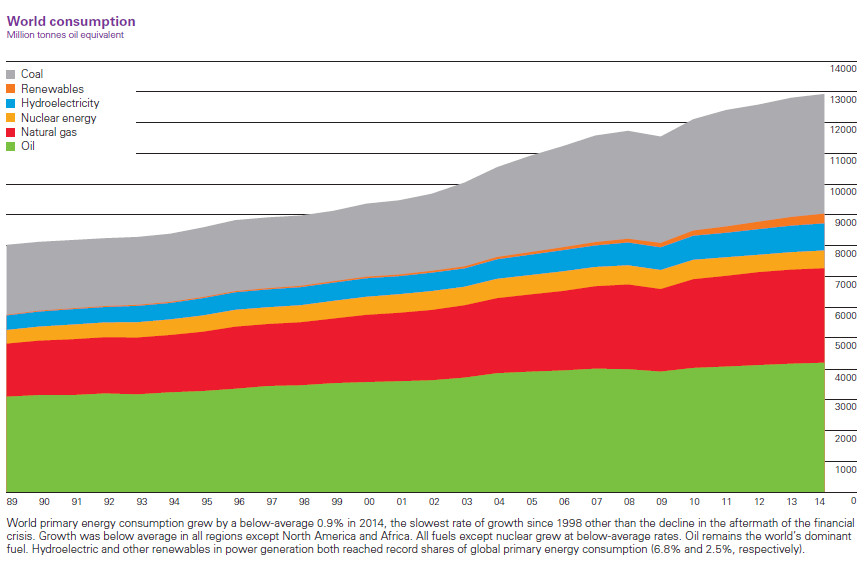 World consumption
Million tonnes oil equivalent
14000
Coal
Renewables
13000
Hydroelectricity
Nuclear energy
12000
Natural gas
Oil
11000
10000
9000
8000
7000
6000
5000
4000
3000
2000
1000
89 90 91 92 93 94 95 96 97 98 99 00 01 02 03 04 05 06 07 08 09 10 11 12 13 14 0
World primary energy consumption grew by a below-average 0.9% in 2014, the slowest rate of growth since 1998 other than the decline in the aftermath of the financial
crisis. Growth was below average in all regions except North America and Africa. All fuels except nuclear grew at below-average rates. Oil remains the world's dominant
fuel. Hydroelectric and other renewables in power generation both reached record shares of global primary energy consumption (6.8% and 2.5%, respectively).